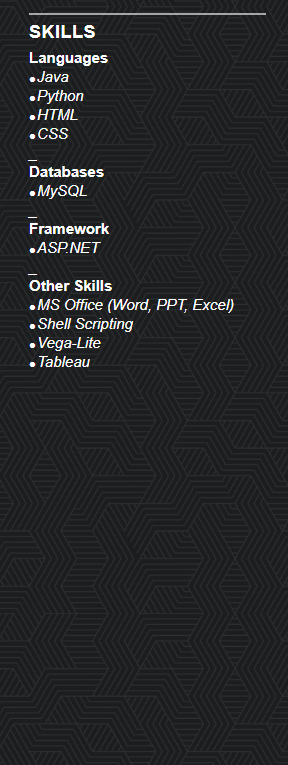 SKILLS
Languages
•Java
•Python
•HTML
•CSS
_
Databases
•MySQL
_
Framework
•ASP.NET
_
Other Skills
•MS Office (Word, PPT, Excel)
•Shell Scripting
•Vega-Lite
•Tableau